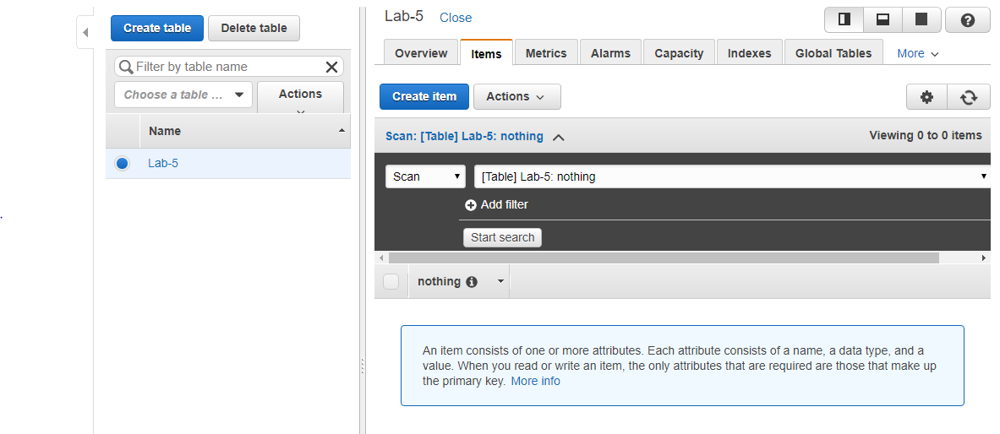 Create table
Delete table
Filter by table name
Choose a table ...
Actions
Name
Lab-5
Lab-5 Close
Overview
Items
Metrics
Alarms
Capacity
Indexes
Global Tables
More
Create item
Actions
Scan: [Table] Lab-5: nothing
Viewing 0 to 0 items
Scan
[Table] Lab-5: nothing
Add filter
Start search
nothing
An item consists of one or more attributes. Each attribute consists of a name, a data type, and a
value. When you read or write an item, the only attributes that are required are those that make up
the primary key. More info